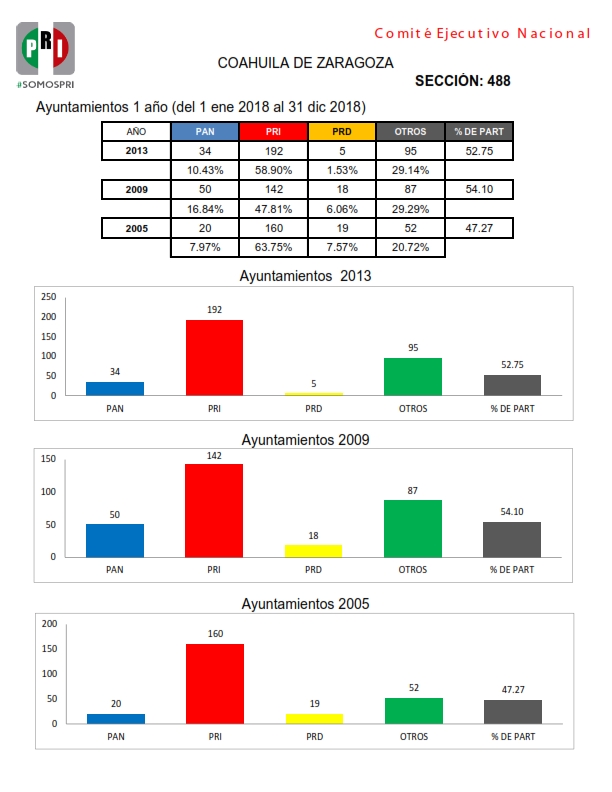 Comité Ejecutivo Nacional
PRI
#SOMOSPRI
COAHUILA DE ZARAGOZA
SECCIÓN: 488
Ayuntamientos 1 año (del 1 ene 2018 al 31 dic 2018)
AÑO PAN PRI PRD OTROS % DE PART
2013 34 192 5 95 52.75
10.43% 58.90% 1.53% 29.14%
2009 50 142 18 87 54.10
16.84% 47.81% 6.06% 29.29%
2005 20 160 19 52 47.27
7.97% 63.75% 7.57% 20.72%
Ayuntamientos 2013
250
200
150
100
50
0
34 192 5 95 52.75
PAN PRI PRD OTROS % DE PART
Ayuntamientos 2009
150
100
50
0
50 142 18 87 54.10
PAN PRI PRD OTROS % DE PART
Ayuntamientos 2005
200
150
100
50
0
20 160 19 52 47.27
PAN PRI PRD OTROS % DE PART